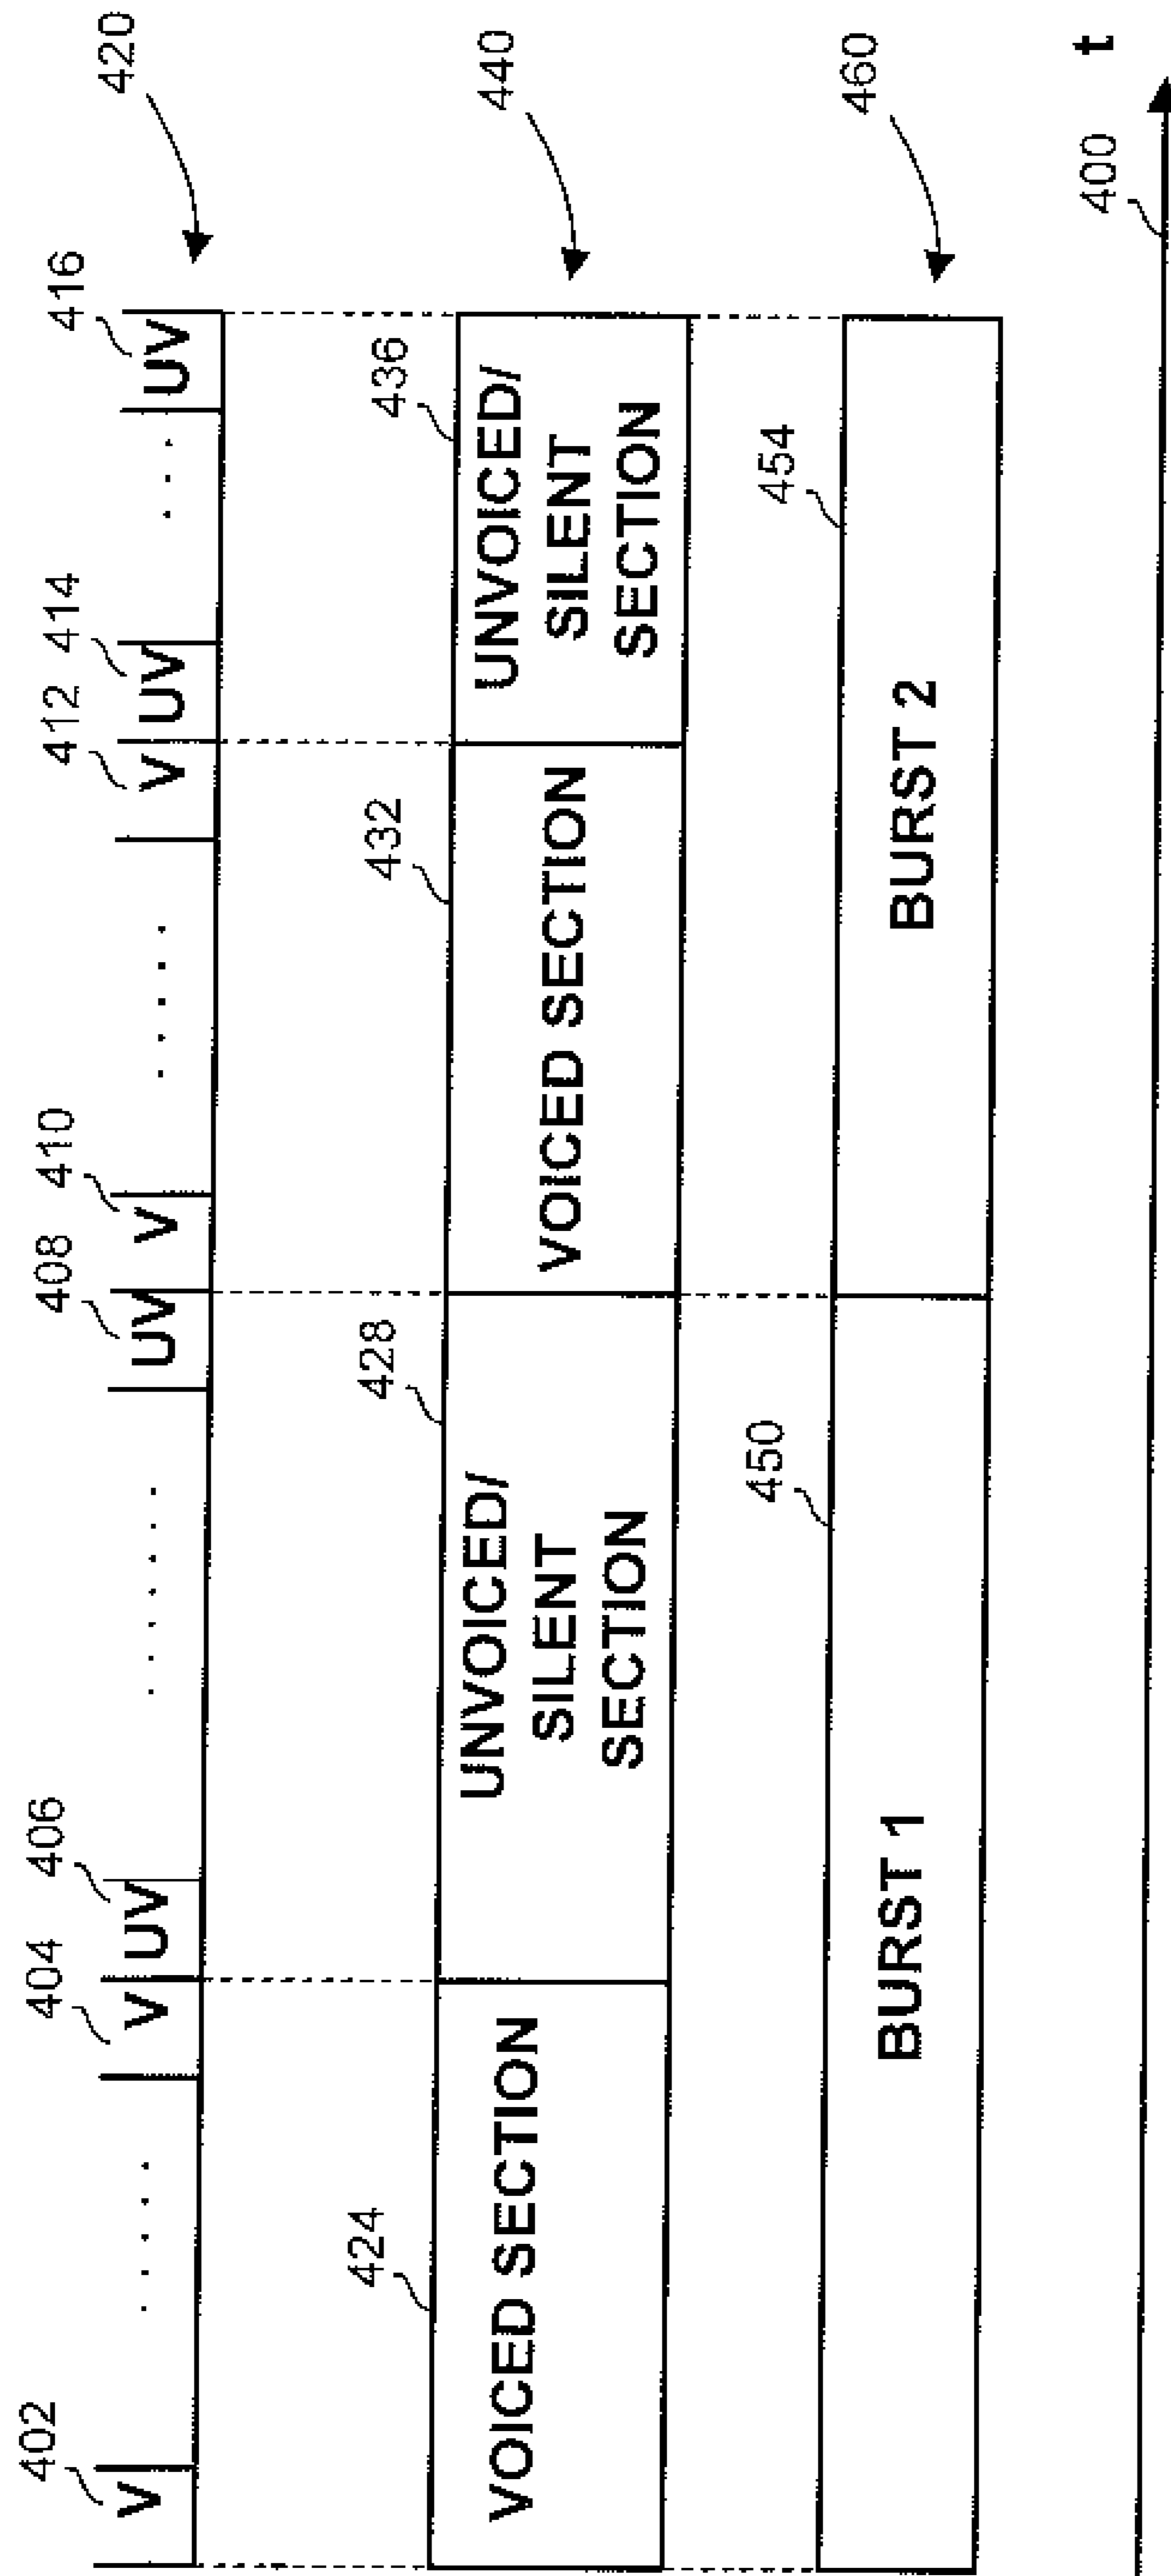 402
404
406
408
410
412
414
416
420
V
V
UV
UV
V
V
UV
UV
424
428
432
436
440
VOICED SECTION
UNVOICED/
SILENT
SECTION
VOICED SECTION
UNVOICED/
SILENT
SECTION
450
454
460
BURST 1
BURST 2
400
t